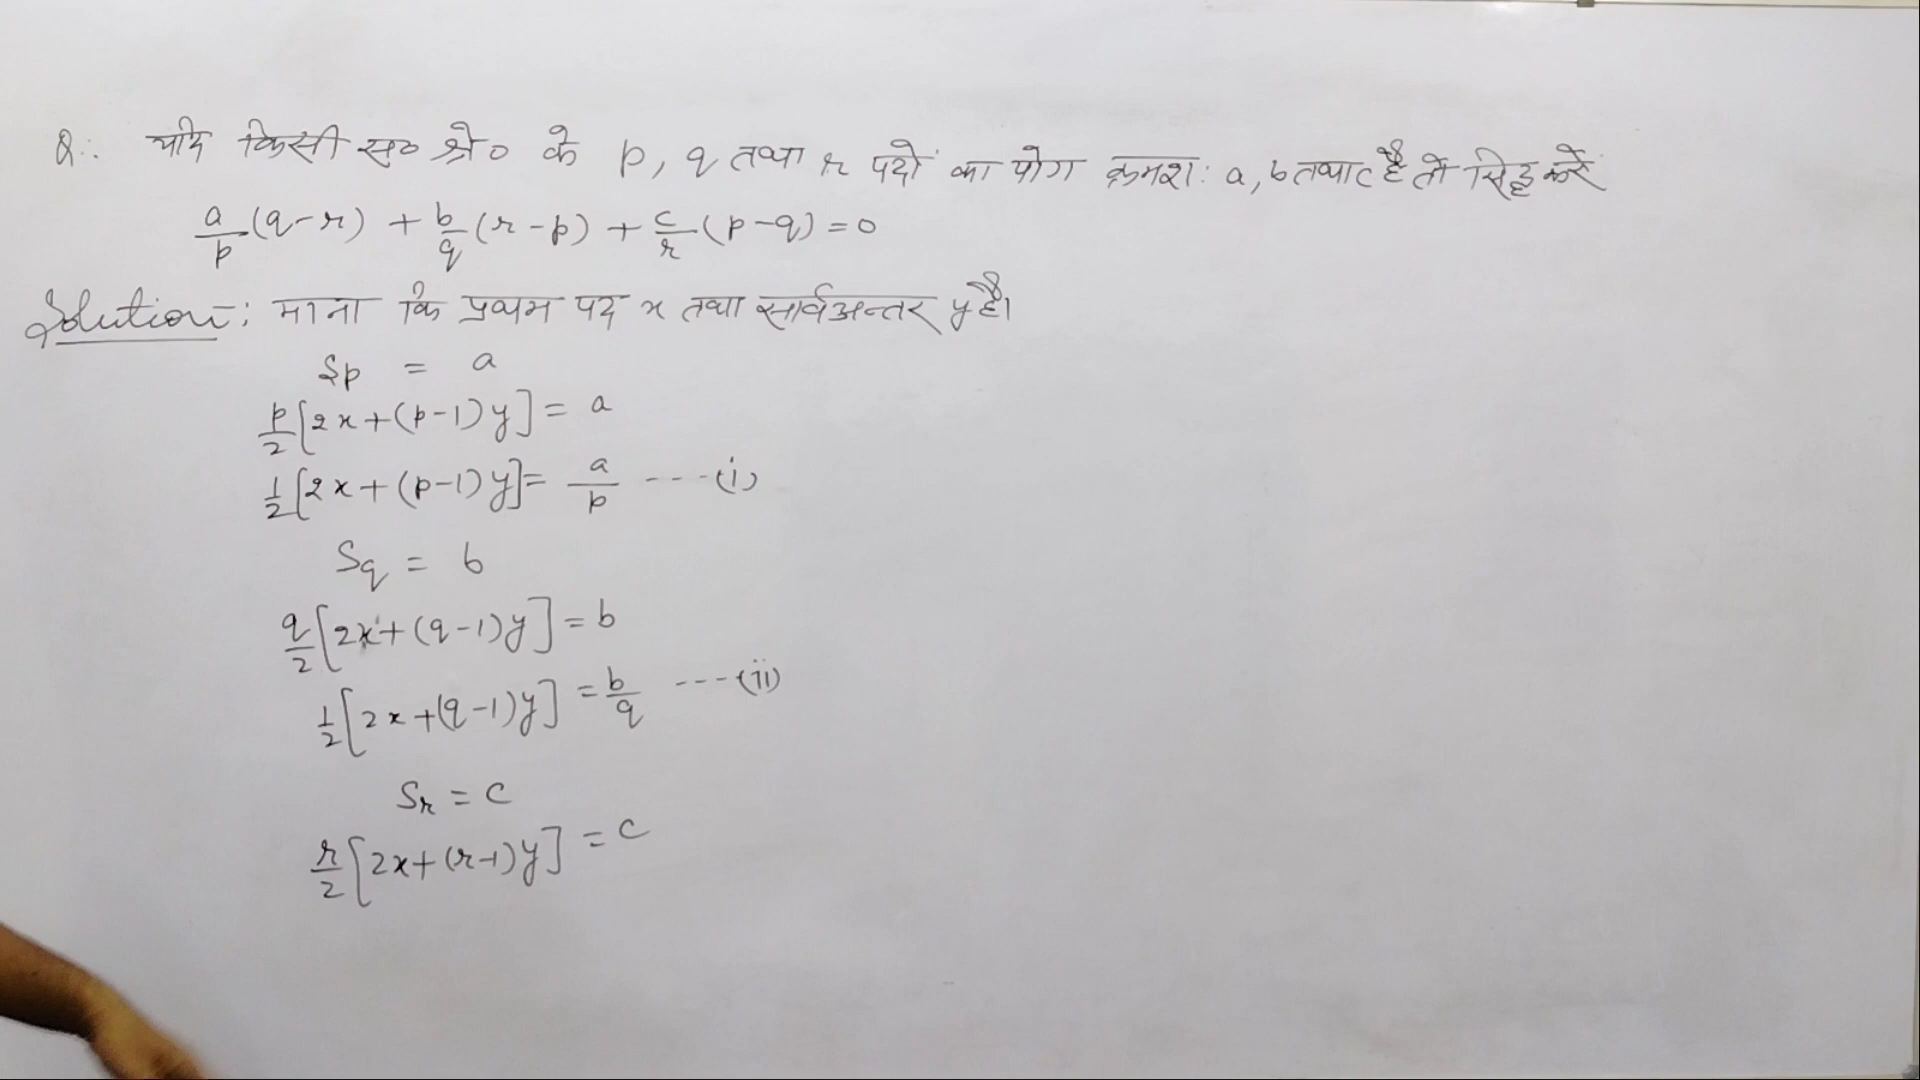 Q:. यदि किसी स० श्रे० के p, q तथा r पदों का योग क्रमश: a, b तथा c है तो सिद्ध करें
a/p (q-r) + b/q (r-p) + c/r (p-q) = 0
Solution:- माना कि प्रथम पद x तथा सार्वअन्तर y है।
Sp = a
p/2 [2x+(p-1)y] = a
1/2 [2x+(p-1)y] = a/p ---(i)
Sq = b
q/2 [2x+(q-1)y] = b
1/2 [2x+(q-1)y] = b/q ---(ii)
Sr = c
r/2 [2x+(r-1)y] = c